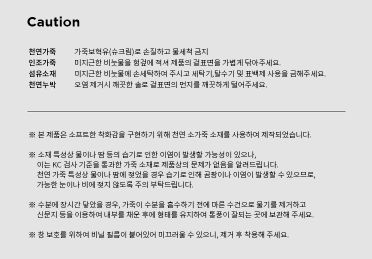 Caution
천연가죽 가죽보혁유(슈크림)로 손질하고 물세척 금지
인조가죽 미지근한 비눗물을 헝겊에 적셔 제품의 겉표면을 가볍게 닦아주세요.
섬유소재 미지근한 비눗물에 손세탁하여 주시고 세탁기,탈수기 및 표백제 사용을 금해주세요.
천연누박 오염 제거시 깨끗한 솔로 겉표면의 먼지를 깨끗하게 털어주세요.
※ 본 제품은 소프트한 착화감을 구현하기 위해 천연 소가죽 소재를 사용하여 제작되었습니다.
※ 소재 특성상 물이나 땀 등의 습기로 인한 이염이 발생할 가능성이 있으나,
이는 KC 검사 기준을 통과한 가죽 소재로 제품상의 문제가 없음을 알려드립니다.
천연 가죽 특성상 물이나 땀에 젖었을 경우 습기로 인해 곰팡이나 이염이 발생할 수 있으므로,
가능한 눈이나 비에 젖지 않도록 주의 부탁드립니다.
※ 수분에 장시간 닿았을 경우, 가죽이 수분을 흡수하기 전에 마른 수건으로 물기를 제거하고
신문지 등을 이용하여 내부를 채운 후에 형태를 유지하여 통풍이 잘되는 곳에 보관해 주세요.
※ 창 보호를 위하여 비닐 필름이 붙어있어 미끄러울 수 있으니, 제거 후 착용해 주세요.